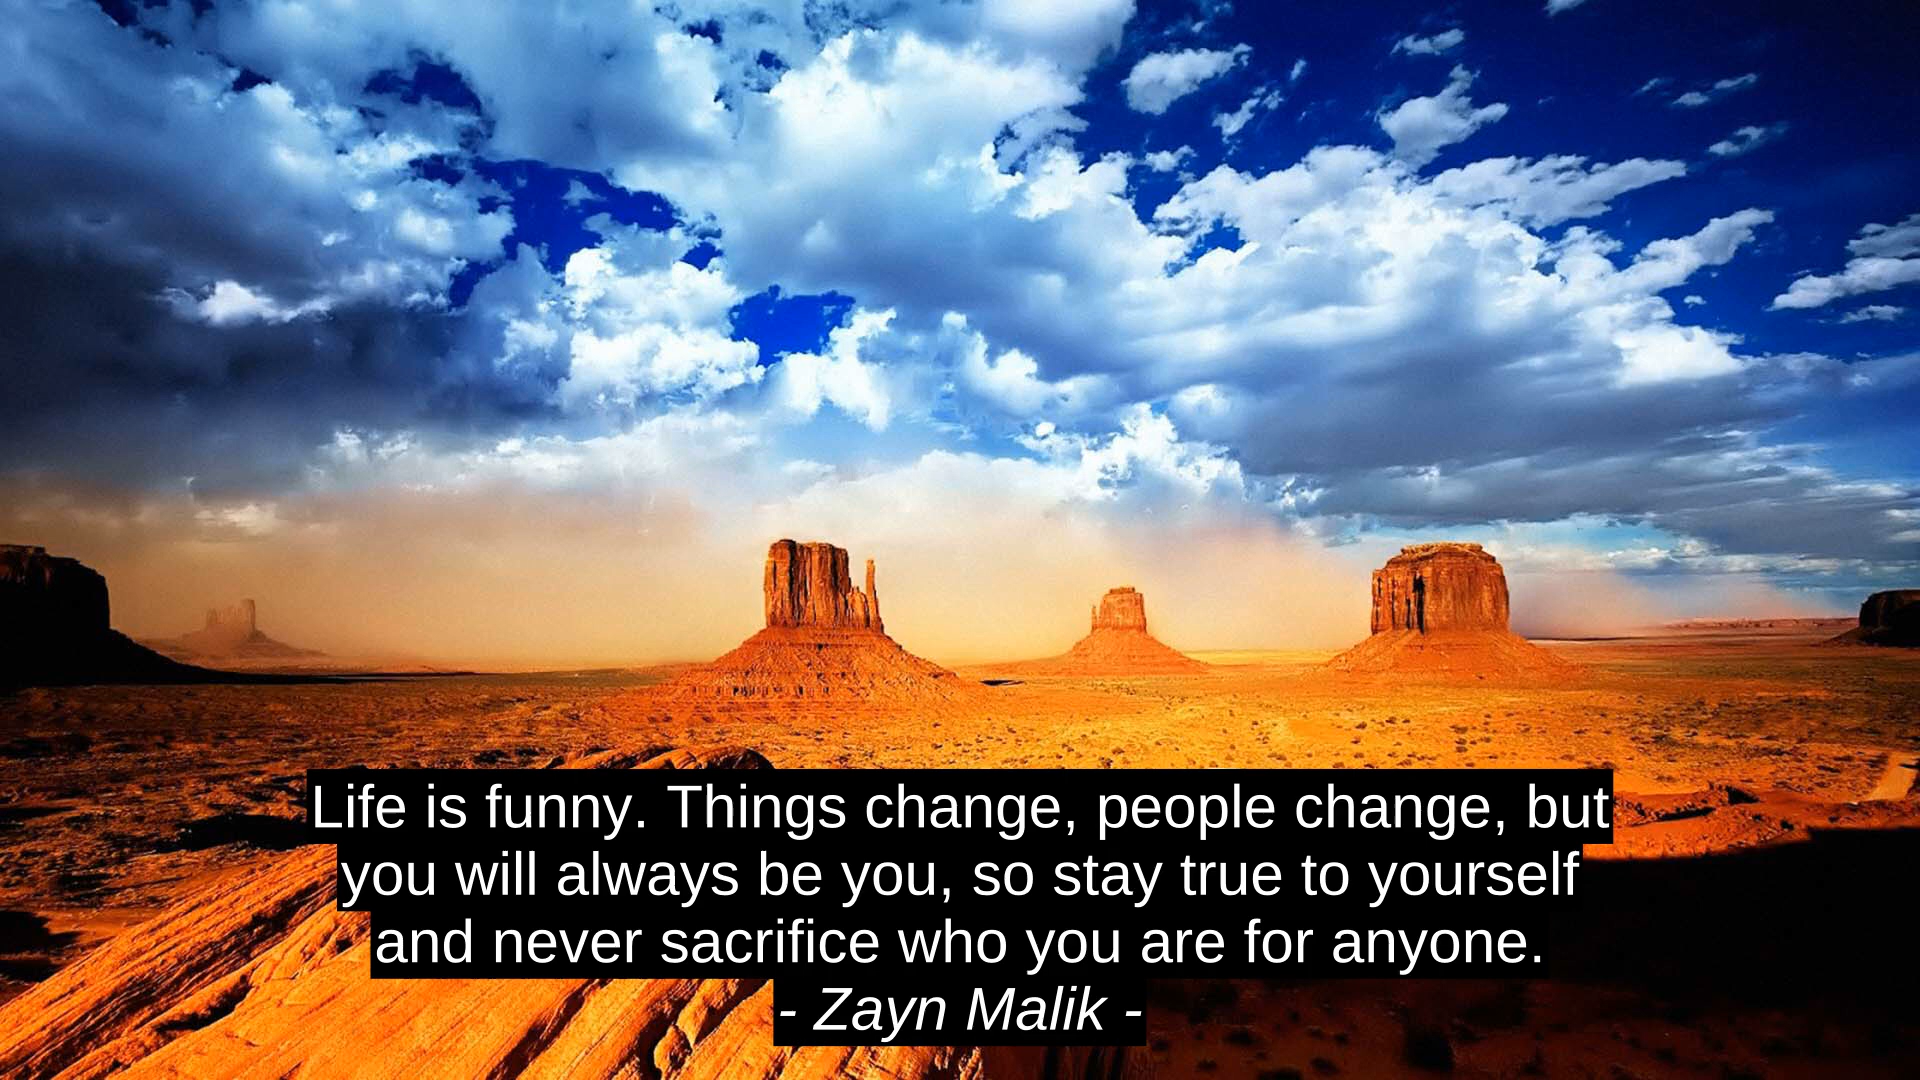 Life is funny. Things change, people change, but
you will always be you, so stay true to yourself
and never sacrifice who you are for anyone.
- Zayn Malik -